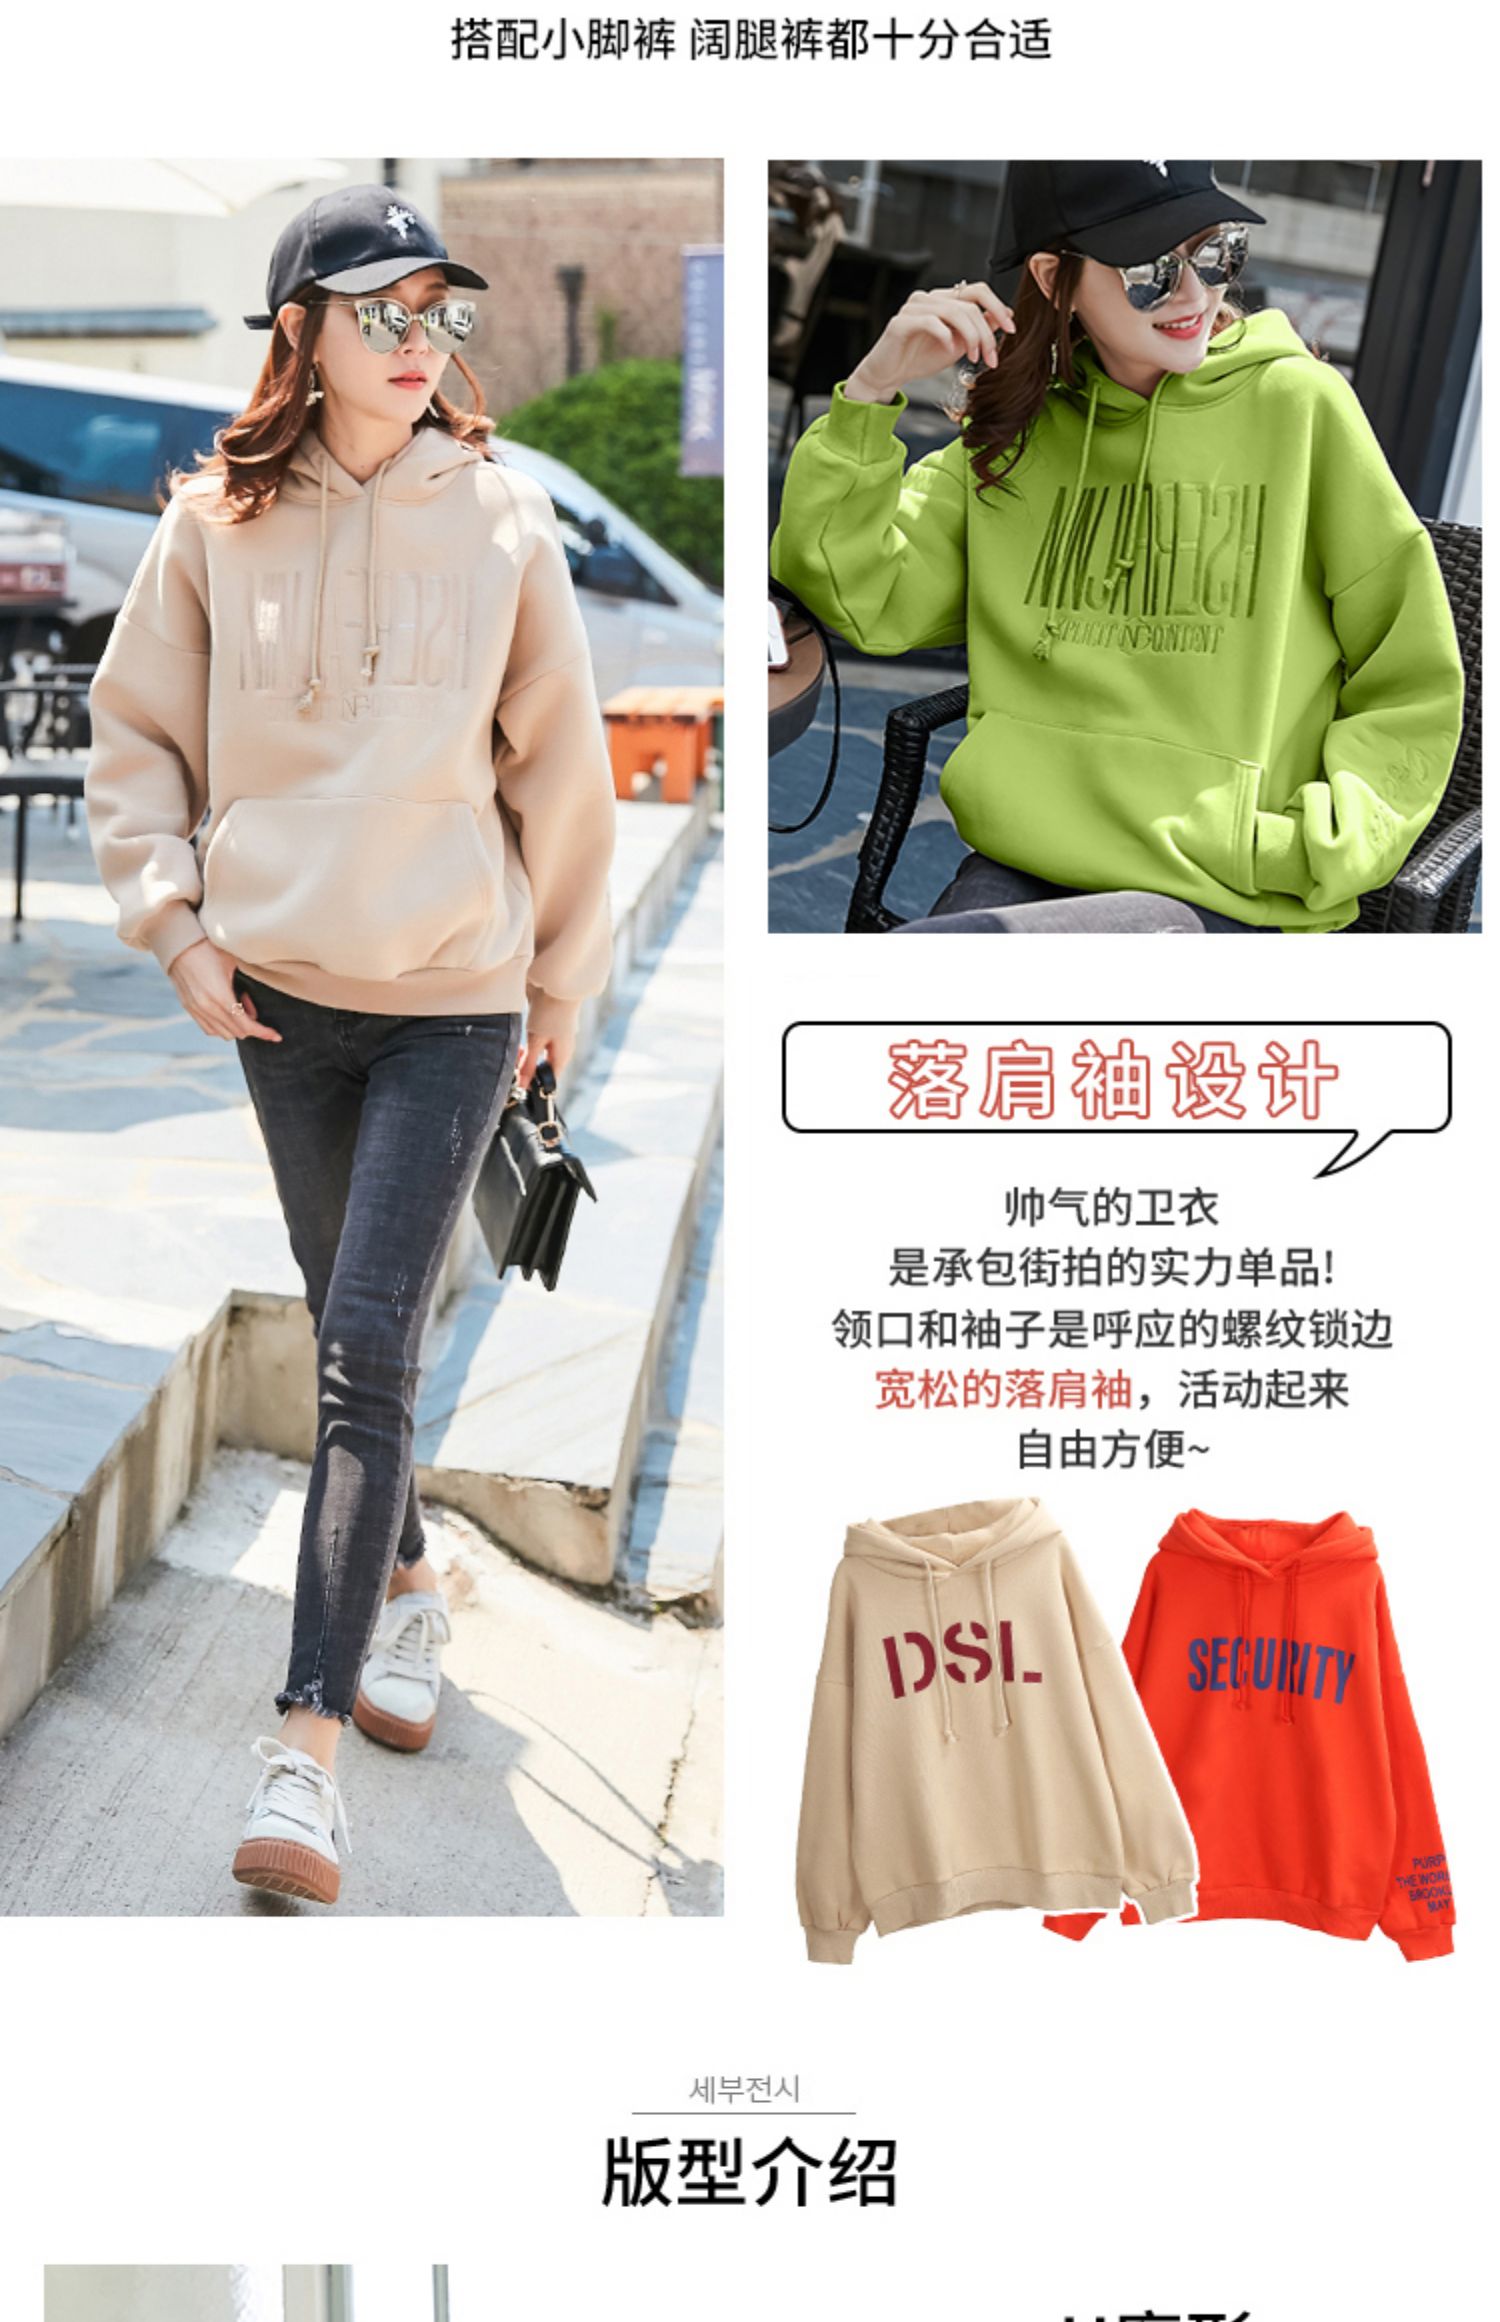 搭配小脚裤 阔腿裤都十分合适
落肩袖设计
帅气的卫衣
是承包街拍的实力单品!
领口和袖子是呼应的螺纹锁边
宽松的落肩袖，活动起来
自由方便~
DSL
SECURITY
세부전시
版型介绍